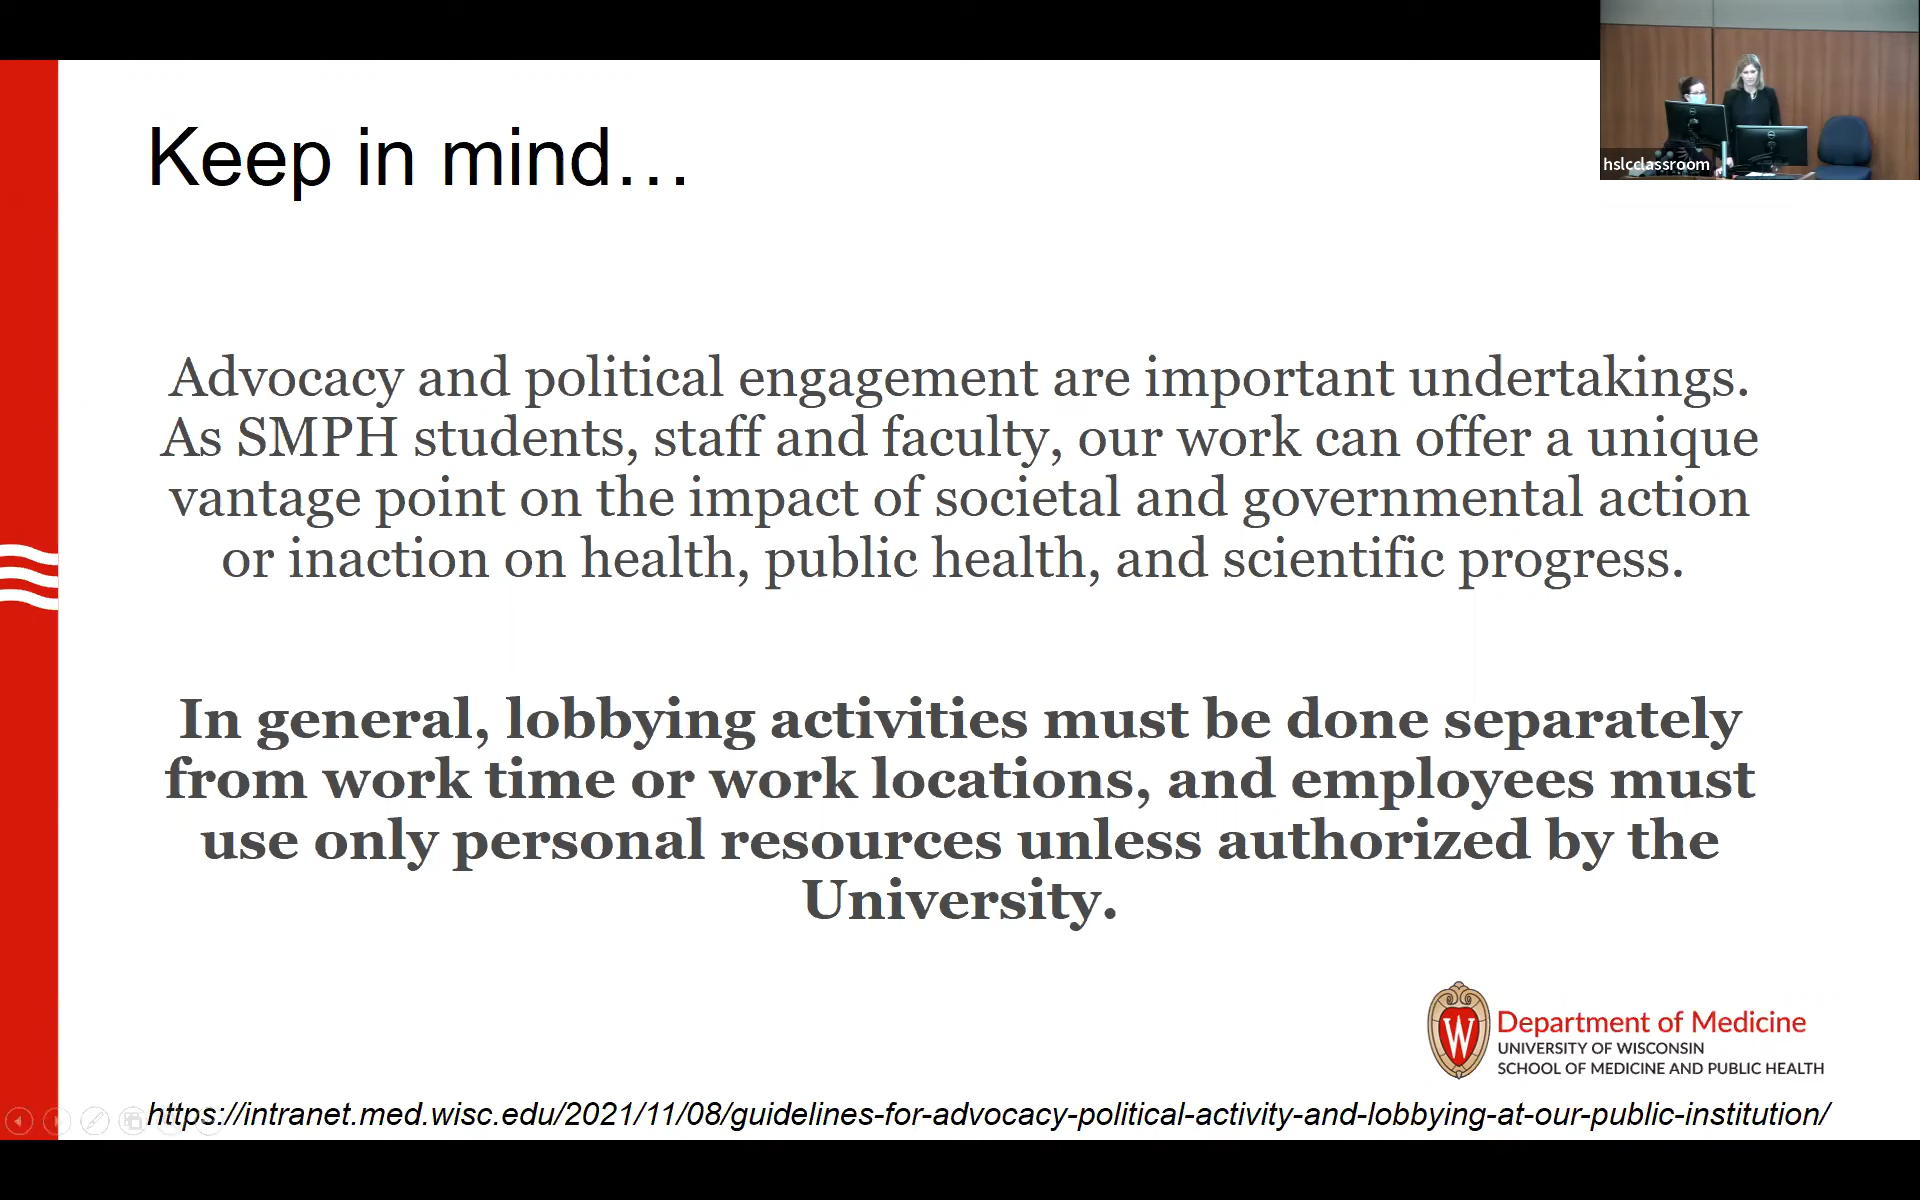 hslcclassroom
Keep in mind…
Advocacy and political engagement are important undertakings.
As SMPH students, staff and faculty, our work can offer a unique
vantage point on the impact of societal and governmental action
or inaction on health, public health, and scientific progress.
In general, lobbying activities must be done separately
from work time or work locations, and employees must
use only personal resources unless authorized by the
University.
W
Department of Medicine
UNIVERSITY OF WISCONSIN
SCHOOL OF MEDICINE AND PUBLIC HEALTH
https://intranet.med.wisc.edu/2021/11/08/guidelines-for-advocacy-political-activity-and-lobbying-at-our-public-institution/